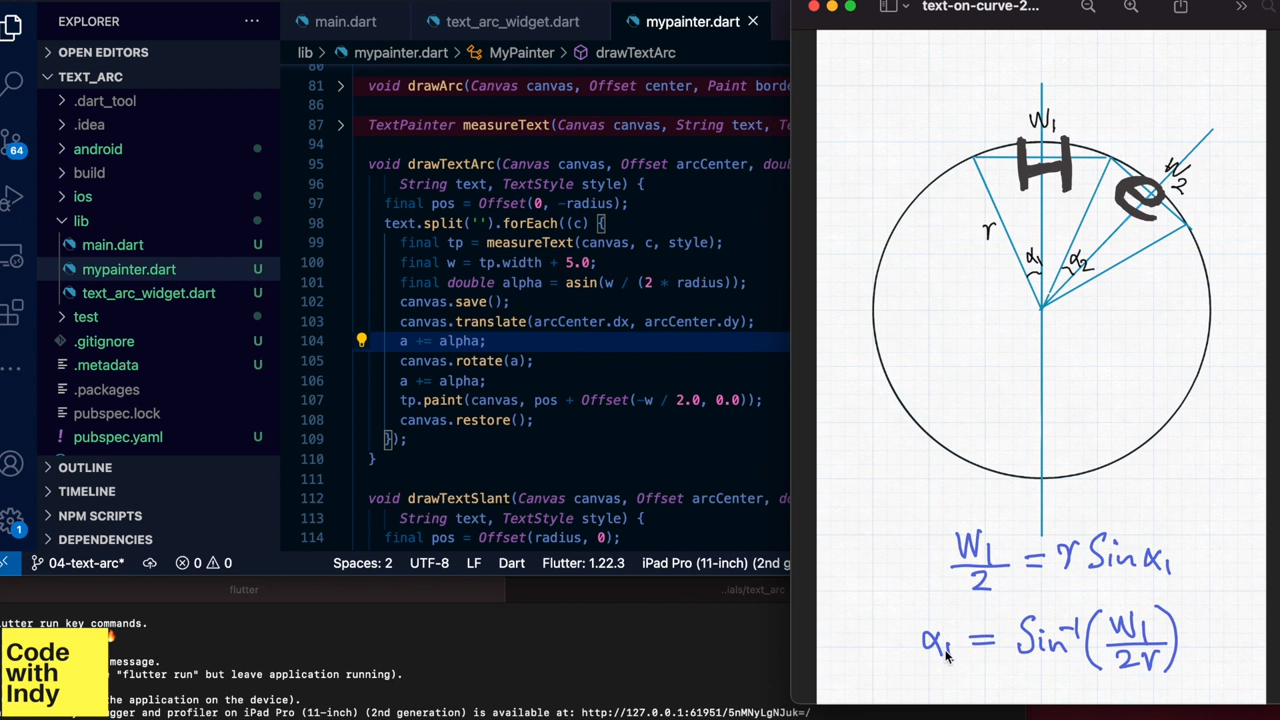 EXPLORER
OPEN EDITORS
TEXT_ARC
.dart_tool
.idea
android
build
ios
lib
main.dart U
mypainter.dart U
text_arc_widget.dart U
test
.gitignore U
.metadata U
.packages
pubspec.lock
pubspec.yaml U
OUTLINE
TIMELINE
NPM SCRIPTS
DEPENDENCIES
64
1
main.dart text_arc_widget.dart mypainter.dart
lib > mypainter.dart > MyPainter > drawTextArc
80
81 void drawArc(Canvas canvas, Offset center, Paint borde
86
87 TextPainter measureText(Canvas canvas, String text, Te
94
95 void drawTextArc(Canvas canvas, Offset arcCenter, dou
96 String text, TextStyle style) {
97 final pos = Offset(0, -radius);
98 text.split('').forEach((c) {
99 final tp = measureText(canvas, c, style);
100 final w = tp.width + 5.0;
101 final double alpha = asin(w / (2 * radius));
102 canvas.save();
103 canvas.translate(arcCenter.dx, arcCenter.dy);
104 a += alpha;
105 canvas.rotate(a);
106 a += alpha;
107 tp.paint(canvas, pos + Offset(-w / 2.0, 0.0));
108 canvas.restore();
109 });
110 }
111
112 void drawTextSlant(Canvas canvas, Offset arcCenter, d
113 String text, TextStyle style) {
114 final pos = Offset(radius, 0);
04-text-arc* 0 0 Spaces: 2 UTF-8 LF Dart Flutter: 1.22.3 iPad Pro (11-inch) (2nd g
flutter ..ials/text_arc
lutter run key commands.
message.
"flutter run" but leave application running).
the application on the device).
gger and profiler on iPad Pro (11-inch) (2nd generation) is available at: http://127.0.0.1:61951/5nMNyLgNJuk=/
Code
with
Indy
text-on-curve-2...
W1
H
W2
e
r
α1
α2
W1/2 = r Sin α1
α1 = Sin⁻¹(W1/2r)